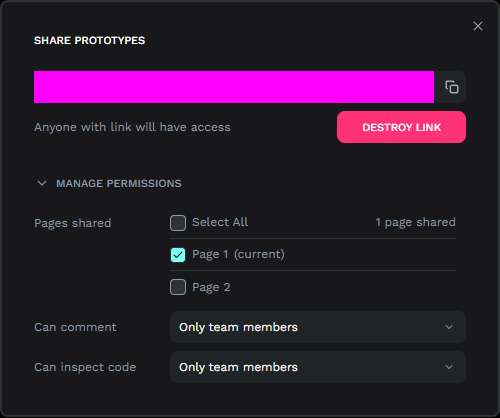 SHARE PROTOTYPES
Anyone with link will have access
DESTROY LINK
MANAGE PERMISSIONS
Pages shared
Select All
1 page shared
Page 1 (current)
Page 2
Can comment
Only team members
Can inspect code
Only team members